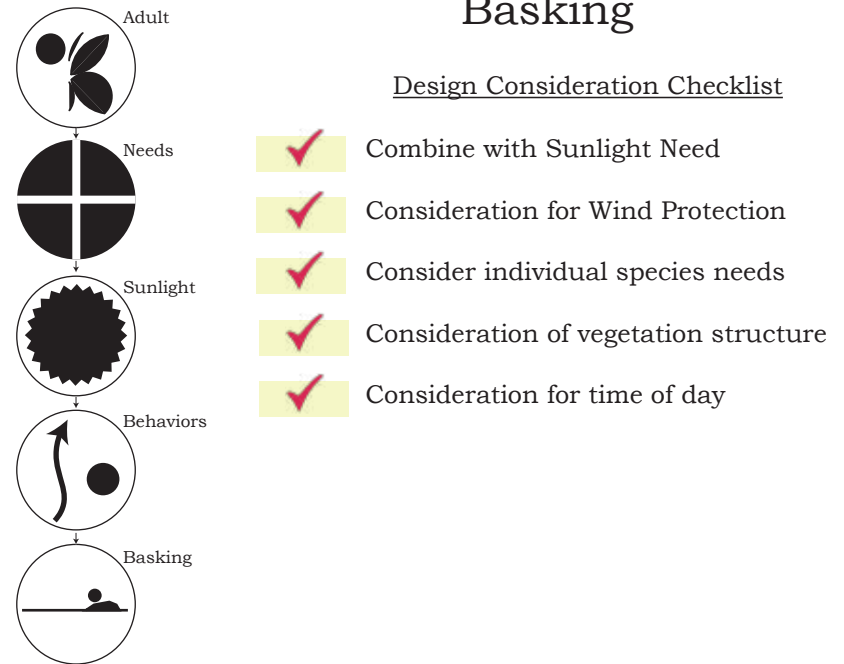 Basking
Design Consideration Checklist
Combine with Sunlight Need
Consideration for Wind Protection
Consider individual species needs
Consideration of vegetation structure
Consideration for time of day
Adult
Needs
Sunlight
Behaviors
Basking